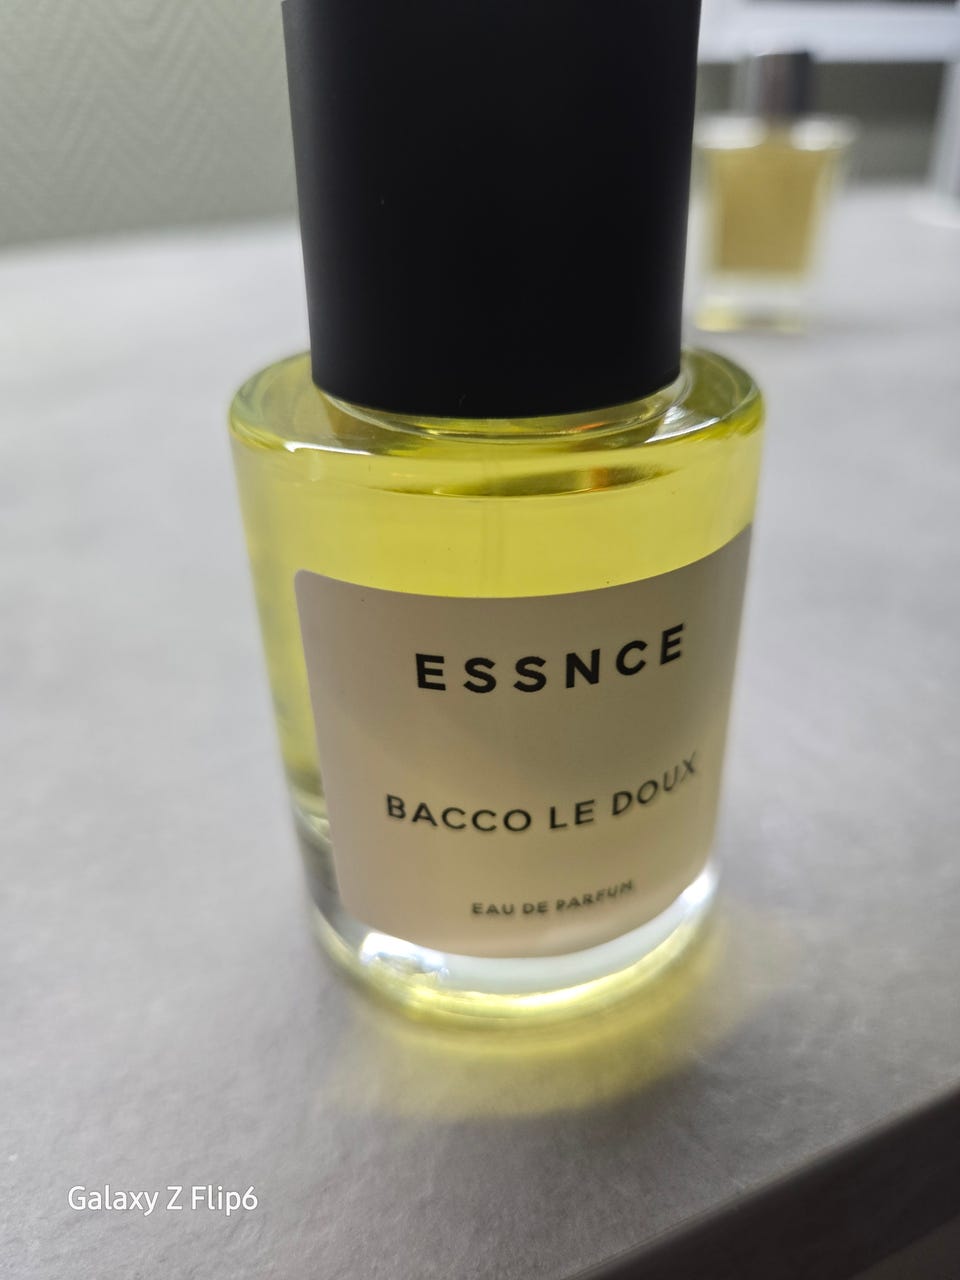 ESSNCE
BACCO LE DOUX
EAU DE PARFUM
Galaxy Z Flip6